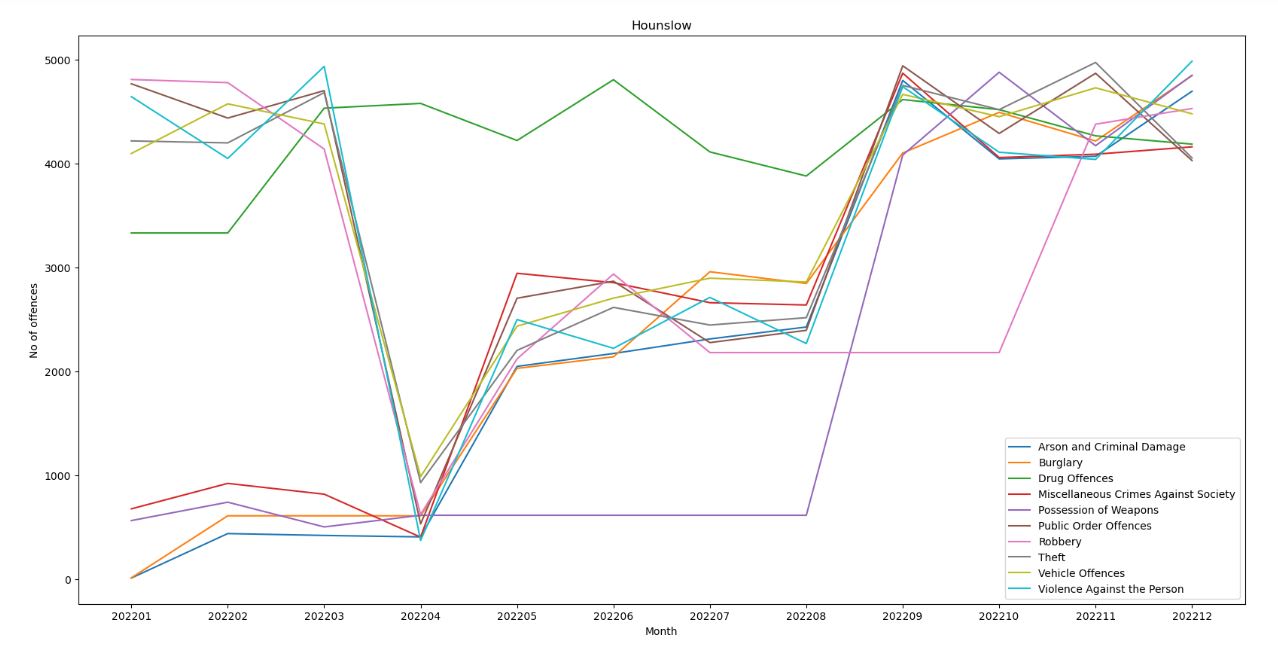 Hounslow
No of offences
5000
4000
3000
2000
1000
0
202201 202202 202203 202204 202205 202206 202207 202208 202209 202210 202211 202212
Month
Arson and Criminal Damage
Burglary
Drug Offences
Miscellaneous Crimes Against Society
Possession of Weapons
Public Order Offences
Robbery
Theft
Vehicle Offences
Violence Against the Person